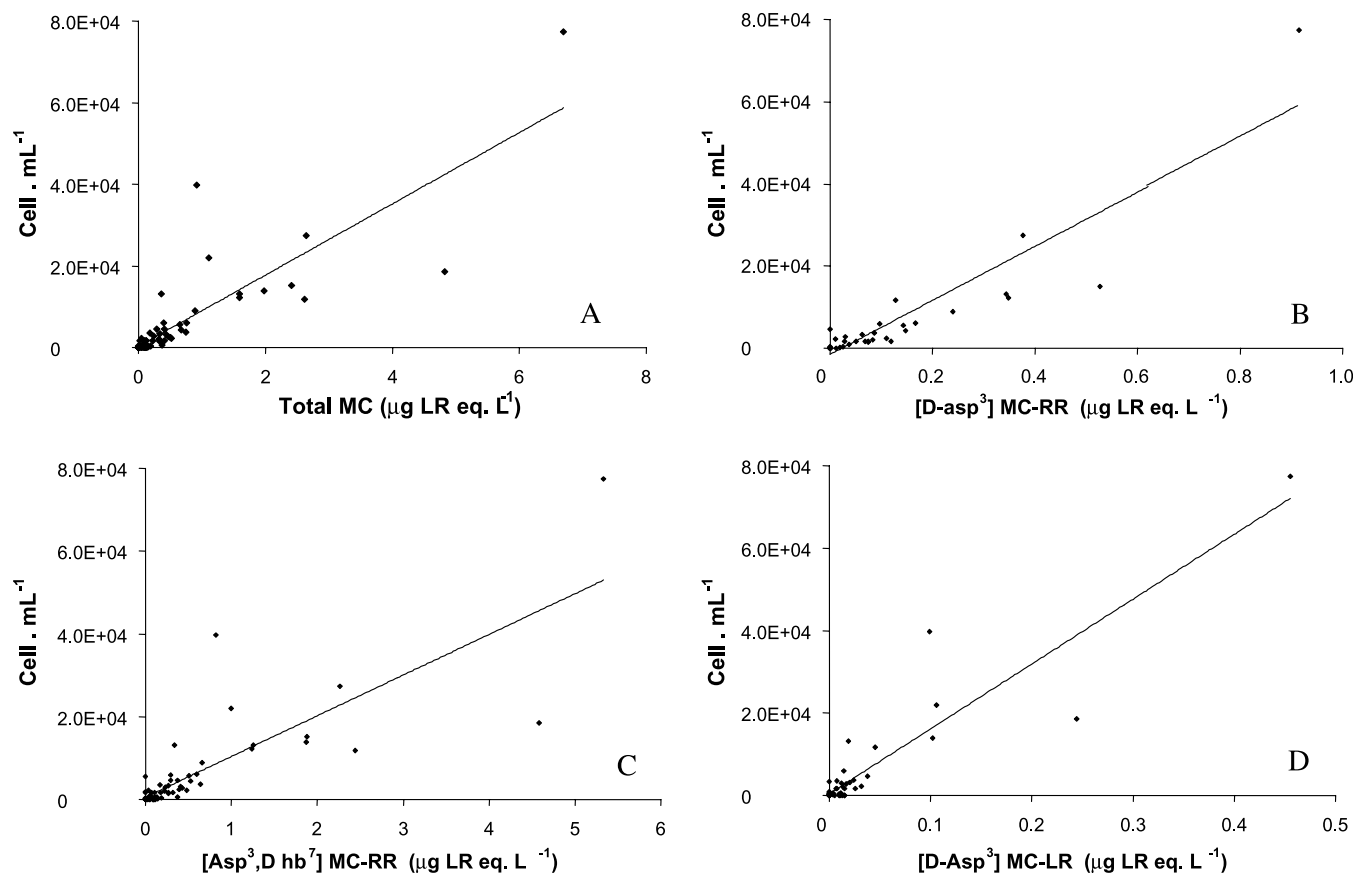 8.0E+04
6.0E+04
4.0E+04
2.0E+04
0
Cell . mL⁻¹
A
0 2 4 6 8
Total MC (μg LR eq. L⁻¹)
8.0E+04
6.0E+04
4.0E+04
2.0E+04
0
Cell . mL⁻¹
B
0 0.2 0.4 0.6 0.8 1.0
[D-asp³] MC-RR (μg LR eq. L ⁻¹)
8.0E+04
6.0E+04
4.0E+04
2.0E+04
0
Cell . mL⁻¹
C
0 1 2 3 4 5 6
[Asp³,D hb⁷] MC-RR (μg LR eq. L ⁻¹)
8.0E+04
6.0E+04
4.0E+04
2.0E+04
0
Cell . mL⁻¹
D
0 0.1 0.2 0.3 0.4 0.5
[D-Asp³] MC-LR (μg LR eq. L ⁻¹)